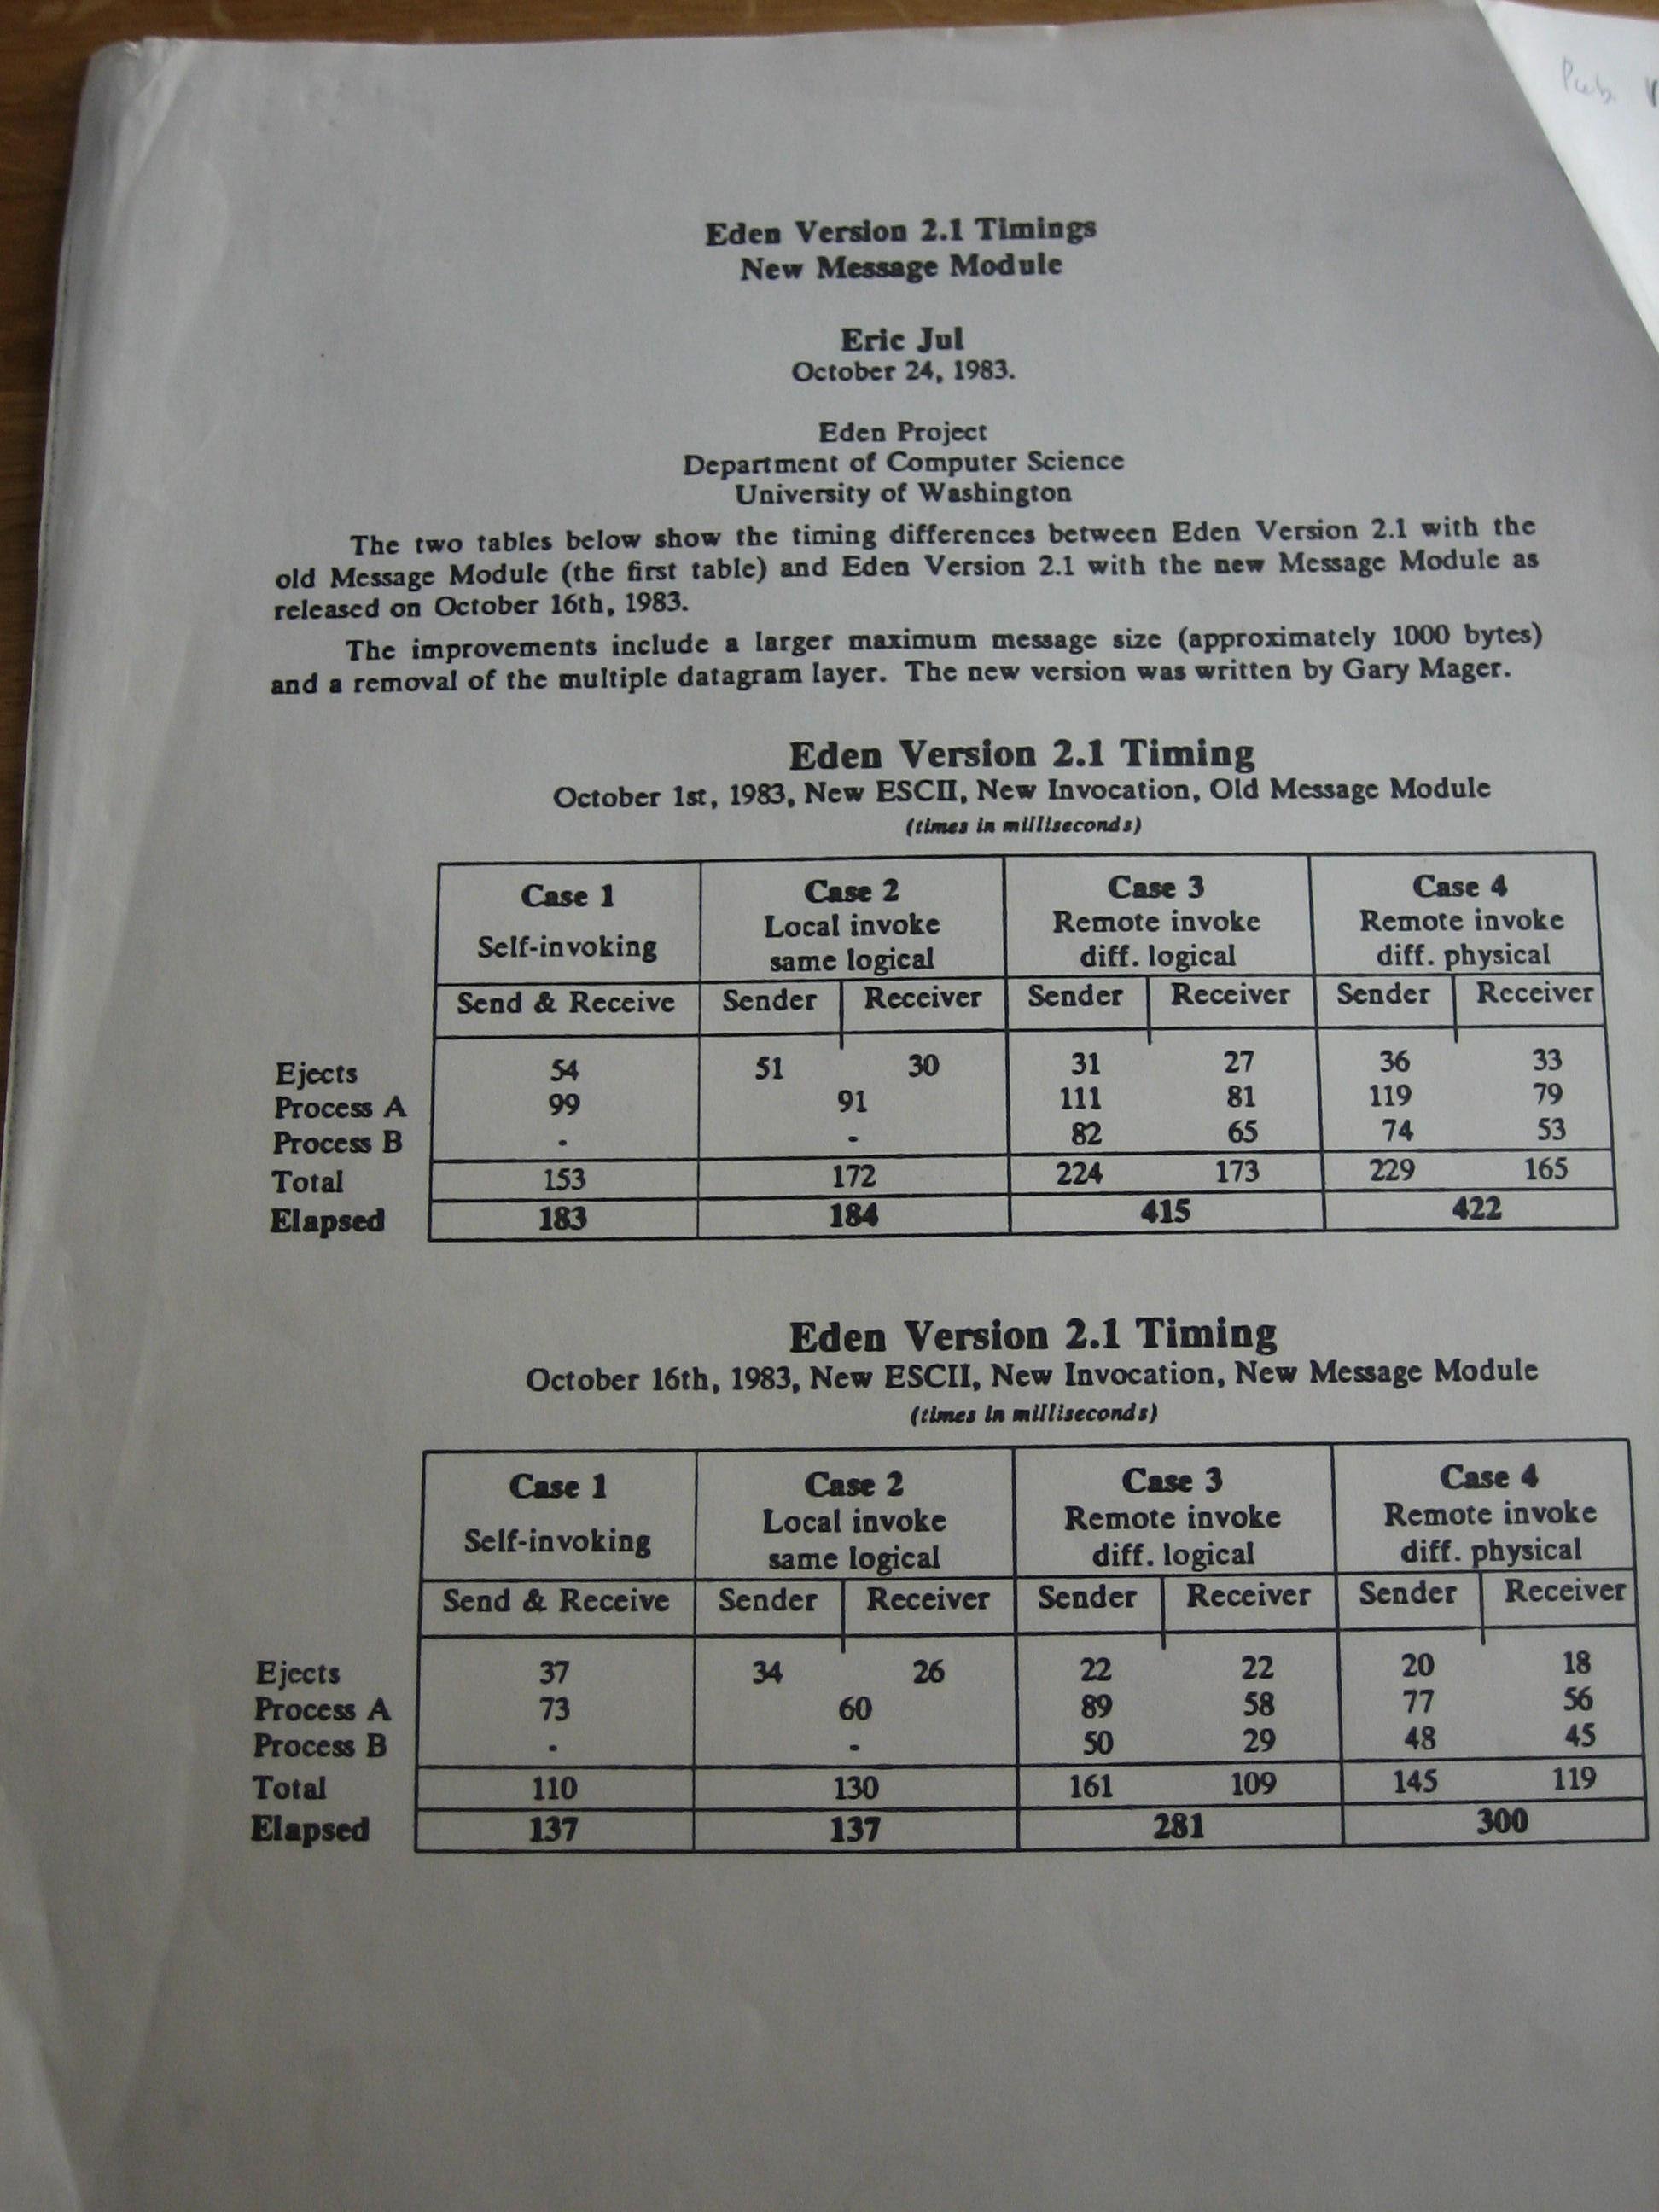 Pub.
Eden Version 2.1 Timings
New Message Module
Eric Jul
October 24, 1983.
Eden Project
Department of Computer Science
University of Washington
The two tables below show the timing differences between Eden Version 2.1 with the
old Message Module (the first table) and Eden Version 2.1 with the new Message Module as
released on October 16th, 1983.
The improvements include a larger maximum message size (approximately 1000 bytes)
and a removal of the multiple datagram layer. The new version was written by Gary Mager.
Eden Version 2.1 Timing
October 1st, 1983, New ESCII, New Invocation, Old Message Module
(times in milliseconds)
Case 1 Case 2 Case 3 Case 4
Self-invoking Local invoke Remote invoke Remote invoke
same logical diff. logical diff. physical
Send & Receive Sender Receiver Sender Receiver Sender Receiver
Ejects 54 51 30 31 27 36 33
Process A 99 91 111 81 119 79
Process B - - 82 65 74 53
Total 153 172 224 173 229 165
Elapsed 183 184 415 422
Eden Version 2.1 Timing
October 16th, 1983, New ESCII, New Invocation, New Message Module
(times in milliseconds)
Case 1 Case 2 Case 3 Case 4
Self-invoking Local invoke Remote invoke Remote invoke
same logical diff. logical diff. physical
Send & Receive Sender Receiver Sender Receiver Sender Receiver
Ejects 37 34 26 22 22 20 18
Process A 73 60 89 58 77 56
Process B - - 50 29 48 45
Total 110 130 161 109 145 119
Elapsed 137 137 281 300